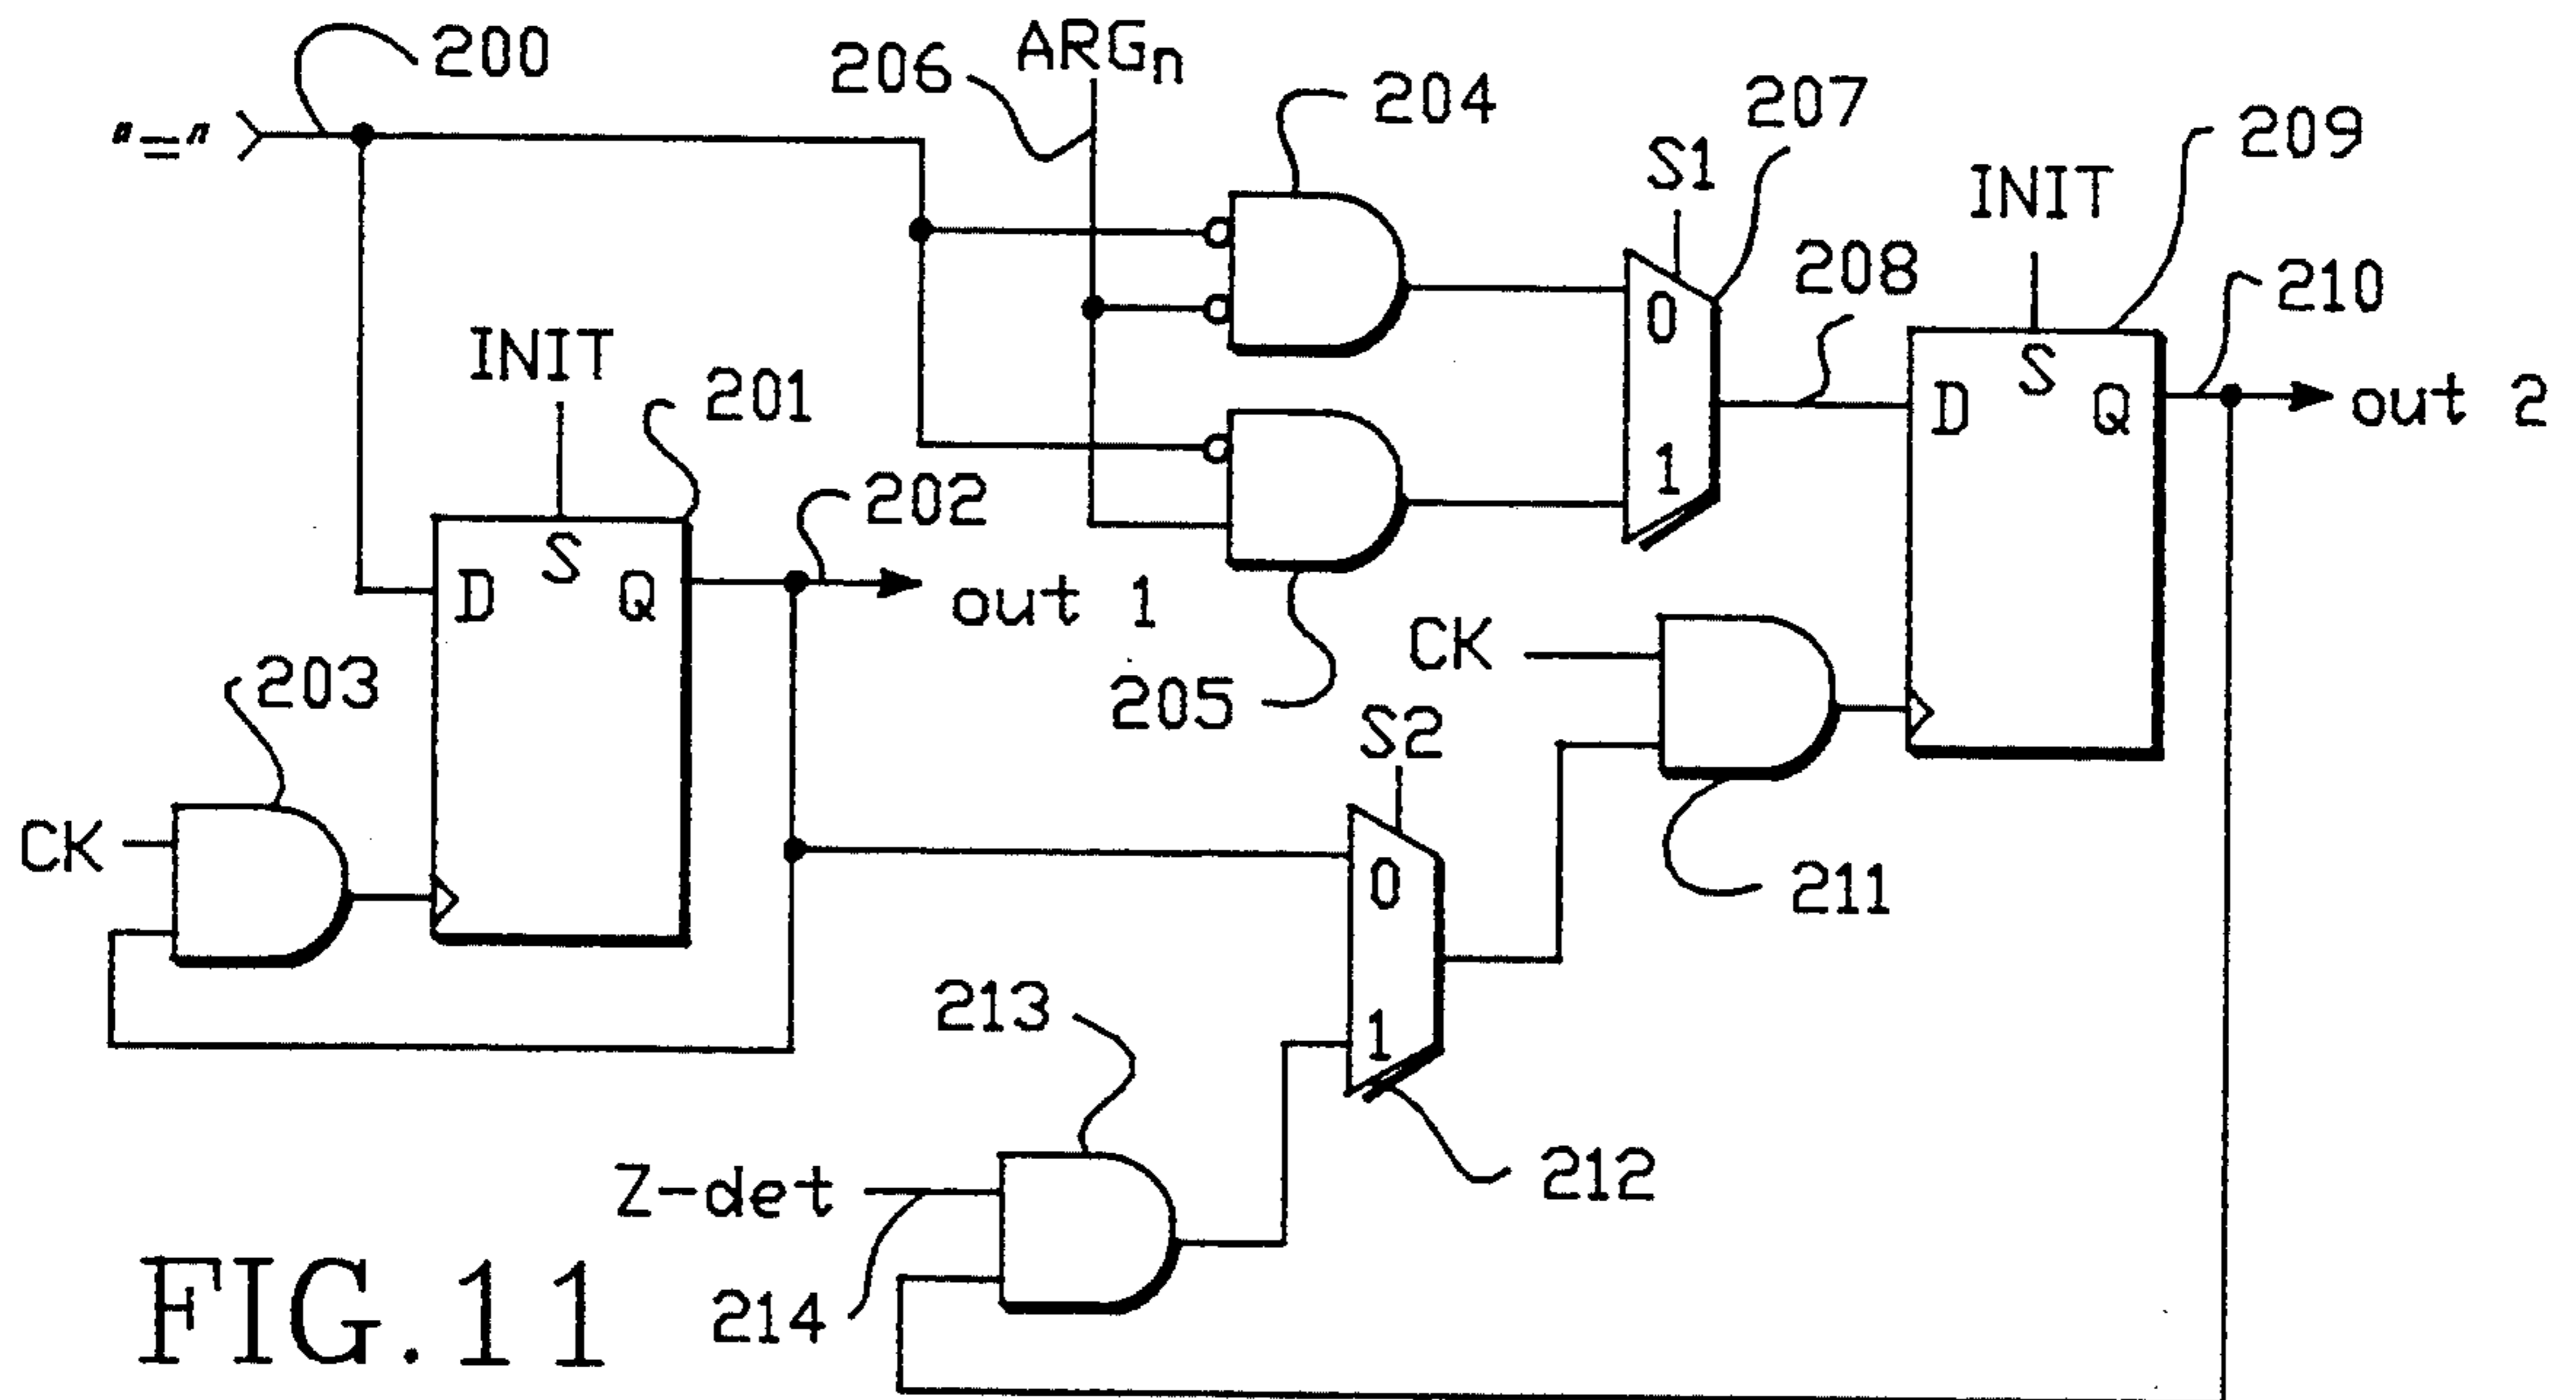 200
206
ARGn
204
207
"="
S1
209
INIT
208
210
0
INIT
201
S
D
Q
out 2
1
202
S
D
Q
out 1
CK
203
205
S2
CK
0
211
213
1
Z-det
212
214
FIG. 11